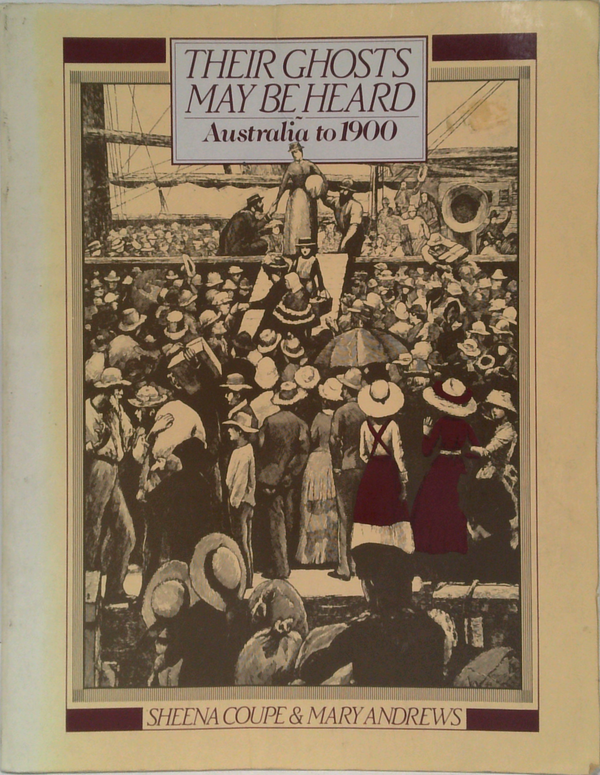 THEIR GHOSTS
MAY BE HEARD
~
Australia to 1900
SHEENA COUPE & MARY ANDREWS